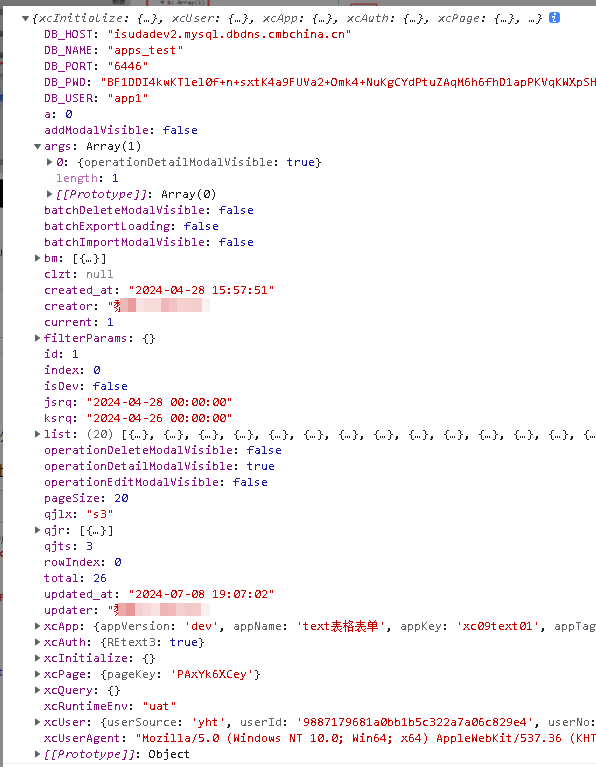 {xcInitialize: {…}, xcUser: {…}, xcApp: {…}, xcAuth: {…}, xcPage: {…}, …}
DB_HOST: "isudadev2.mysql.dbdns.cmbchina.cn"
DB_NAME: "apps_test"
DB_PORT: "6446"
DB_PWD: "BF1DDI4kwKTlel0f+n+sxtK4a9FUVa2+Omk4+NuKgCYdPtuZAqM6h6fhD1apPKVqKWXpSH
DB_USER: "app1"
a: 0
addModalVisible: false
args: Array(1)
0: {operationDetailModalVisible: true}
length: 1
[[Prototype]]: Array(0)
batchDeleteModalVisible: false
batchExportLoading: false
batchImportModalVisible: false
bm: [{…}]
clzt: null
created_at: "2024-04-28 15:57:51"
creator: "
current: 1
filterParams: {}
id: 1
index: 0
isDev: false
jsrq: "2024-04-28 00:00:00"
ksrq: "2024-04-26 00:00:00"
list: (20) [{…}, {…}, {…}, {…}, {…}, {…}, {…}, {…}, {…}, {…}, {…}, {…}, {…}, {…
operationDeleteModalVisible: false
operationDetailModalVisible: true
operationEditModalVisible: false
pageSize: 20
qjlx: "s3"
qjr: [{…}]
qjts: 3
rowIndex: 0
total: 26
updated_at: "2024-07-08 19:07:02"
updater: "
xcApp: {appVersion: 'dev', appName: 'text表格表单', appKey: 'xc09text01', appTag
xcAuth: {REtext3: true}
xcInitialize: {}
xcPage: {pageKey: 'PAxYk6XCey'}
xcQuery: {}
xcRuntimeEnv: "uat"
xcUser: {userSource: 'yht', userId: '9887179681a0bb1b5c322a7a06c829e4', userNo:
xcUserAgent: "Mozilla/5.0 (Windows NT 10.0; Win64; x64) AppleWebKit/537.36 (KHT
[[Prototype]]: Object